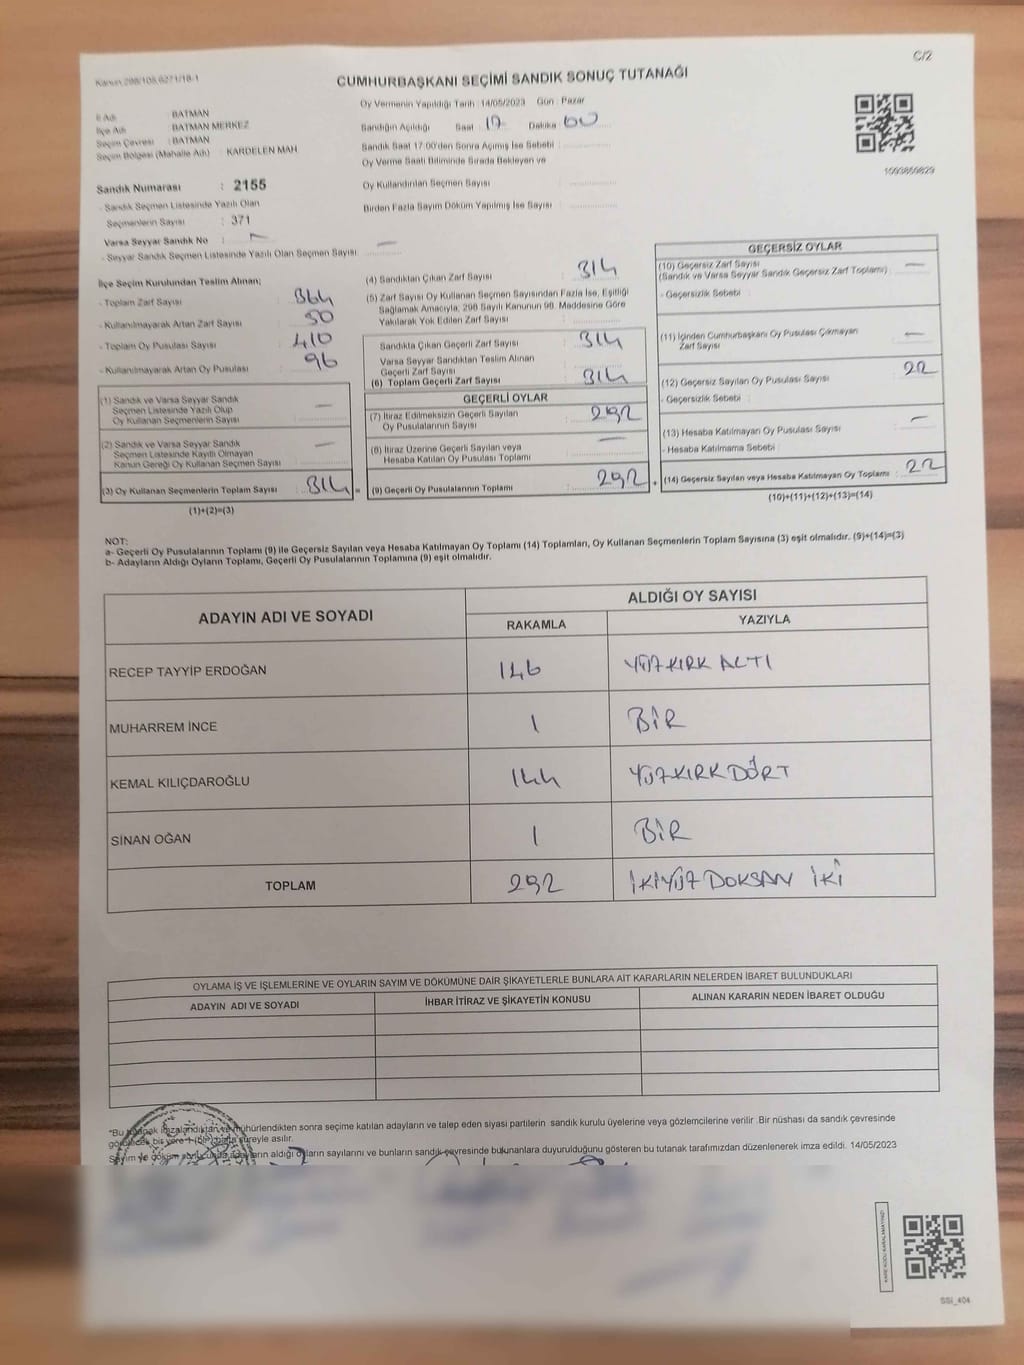 C/2
Kanun 298/105,6271/18-1
CUMHURBAŞKANI SEÇİMİ SANDIK SONUÇ TUTANAĞI
İl Adı : BATMAN
İlçe Adı : BATMAN MERKEZ
Seçim Çevresi : BATMAN
Seçim Bölgesi (Mahalle Adı) : KARDELEN MAH
Sandık Numarası : 2155
- Sandık Seçmen Listesinde Yazılı Olan
Seçmenlerin Sayısı : 371
Varsa Seyyar Sandık No : -
- Seyyar Sandık Seçmen Listesinde Yazılı Olan Seçmen Sayısı : -
Oy Vermenin Yapıldığı Tarih :14/05/2023 Gün : Pazar
Sandığın Açıldığı Saat : 17 Dakika : 00
Sandık Saat 17.00'den Sonra Açımış İse Sebebi :
Oy Verme Saati Bitiminde Sırada Bekleyen ve
Oy Kullandırılan Seçmen Sayısı :
Birden Fazla Sayım Döküm Yapılmış İse Sayısı :
1093859829
İlçe Seçim Kurulundan Teslim Alınan;
- Toplam Zarf Sayısı : 364
- Kullanılmayarak Artan Zarf Sayısı : 50
- Toplam Oy Pusulası Sayısı : 410
- Kullanılmayarak Artan Oy Pusulası : 96
(1) Sandık ve Varsa Seyyar Sandık
Seçmen Listesinde Yazılı Olup
Oy Kullanan Seçmenlerin Sayısı : -
(2) Sandık ve Varsa Seyyar Sandık
Seçmen Listesinde Kayıtlı Olmayan
Kanun Gereği Oy Kullanan Seçmen Sayısı : -
(3) Oy Kullanan Seçmenlerin Toplam Sayısı : 314 =
(1)+(2)=(3)
(4) Sandıktan Çıkan Zarf Sayısı : 314
(5) Zarf Sayısı Oy Kullanan Seçmen Sayısından Fazla İse, Eşitliği
Sağlamak Amacıyla, 298 Sayılı Kanunun 98. Maddesine Göre
Yakılarak Yok Edilen Zarf Sayısı :
Sandıkta Çıkan Geçerli Zarf Sayısı : 314
Varsa Seyyar Sandıktan Teslim Alınan
Geçerli Zarf Sayısı
(6) Toplam Geçerli Zarf Sayısı : 314
GEÇERLİ OYLAR
(7) İtiraz Edilmeksizin Geçerli Sayılan
Oy Pusulalarının Sayısı : 292
(8) İtiraz Üzerine Geçerli Sayılan veya
Hesaba Katılan Oy Pusulası Toplamı : -
(9) Geçerli Oy Pusulalarının Toplamı : 292 +
GEÇERSİZ OYLAR
(10) Geçersiz Zarf Sayısı : -
(Sandık ve Varsa Seyyar Sandık Geçersiz Zarf Toplamı)
- Geçersizlik Sebebi :
(11) İçinden Cumhurbaşkanı Oy Pusulası Çıkmayan
Zarf Sayısı : -
(12) Geçersiz Sayılan Oy Pusulası Sayısı : 22
- Geçersizlik Sebebi :
(13) Hesaba Katılmayan Oy Pusulası Sayısı : -
- Hesaba Katılmama Sebebi :
(14) Geçersiz Sayılan veya Hesaba Katılmayan Oy Toplamı : 22
(10)+(11)+(12)+(13)=(14)
NOT:
a- Geçerli Oy Pusulalarının Toplamı (9) ile Geçersiz Sayılan veya Hesaba Katılmayan Oy Toplamı (14) Toplamları, Oy Kullanan Seçmenlerin Toplam Sayısına (3) eşit olmalıdır. (9)+(14)=(3)
b- Adayların Aldığı Oyların Toplamı, Geçerli Oy Pusulalarının Toplamına (9) eşit olmalıdır.
ADAYIN ADI VE SOYADI ALDIĞI OY SAYISI
RAKAMLA YAZIYLA
RECEP TAYYİP ERDOĞAN 146 YÜZKIRK ALTI
MUHARREM İNCE 1 BİR
KEMAL KILIÇDAROĞLU 144 YÜZKIRK DÖRT
SİNAN OĞAN 1 BİR
TOPLAM 292 İKİYÜZ DOKSAN İKİ
OYLAMA İŞ VE İŞLEMLERİNE VE OYLARIN SAYIM VE DÖKÜMÜNE DAİR ŞİKAYETLERLE BUNLARA AİT KARARLARIN NELERDEN İBARET BULUNDUKLARI
ADAYIN ADI VE SOYADI İHBAR İTİRAZ VE ŞİKAYETİN KONUSU ALINAN KARARIN NEDEN İBARET OLDUĞU
*Bu tutanak imzalandıktan ve mühürlendikten sonra seçime katılan adayların ve talep eden siyasi partilerin sandık kurulu üyelerine veya gözlemcilerine verilir. Bir nüshası da sandık çevresinde
görülecek bir yere 1 (bir) hafta süreyle asılır.
Sayım ve döküm sonucunda adayların aldığı oyların sayılarını ve bunların sandık çevresinde bulunanlara duyurulduğunu gösteren bu tutanak tarafımızdan düzenlenerek imza edildi. 14/05/2023
KARE KODU KARALAMAYINIZ!
SSI_404